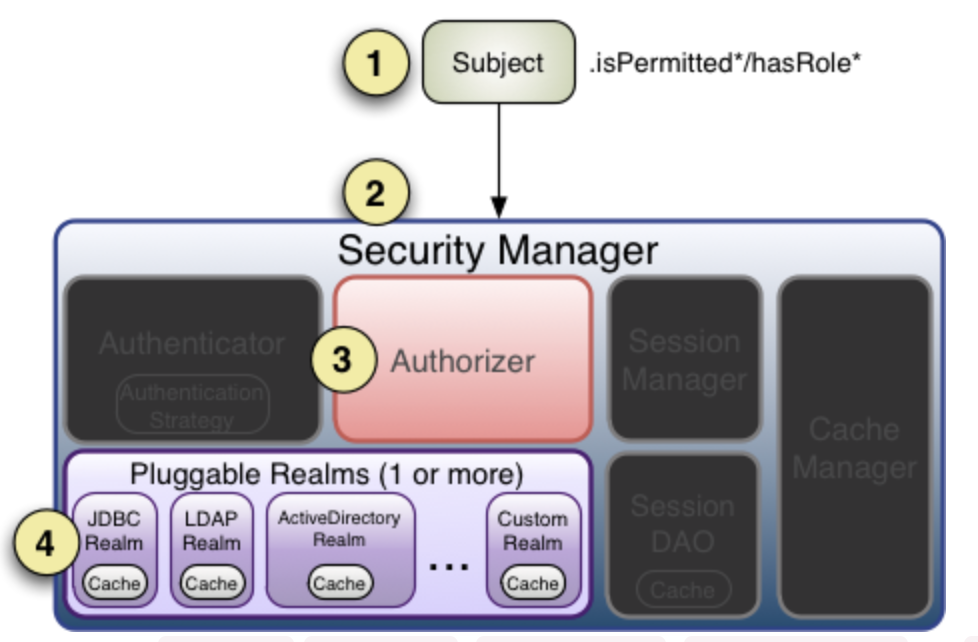 1
Subject
.isPermitted*/hasRole*
2
Security Manager
Authenticator
Authentication
Strategy
3
Authorizer
Session
Manager
Cache
Manager
Pluggable Realms (1 or more)
4
JDBC
Realm
Cache
LDAP
Realm
Cache
ActiveDirectory
Realm
Cache
...
Custom
Realm
Cache
Session
DAO
Cache